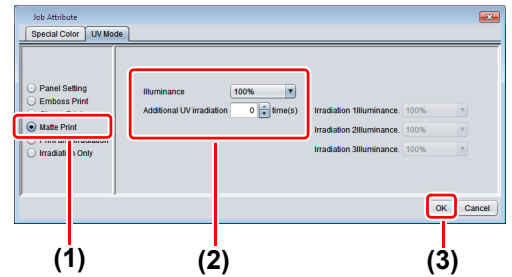 Job Attribute
Special Color UV Mode
Panel Setting
Emboss Print
Matte Print
Irradiation Only
Illuminance 100%
Additional UV irradiation 0 time(s)
Irradiation 1Illuminance. 100%
Irradiation 2Illuminance. 100%
Irradiation 3Illuminance. 100%
OK Cancel
(1) (2) (3)